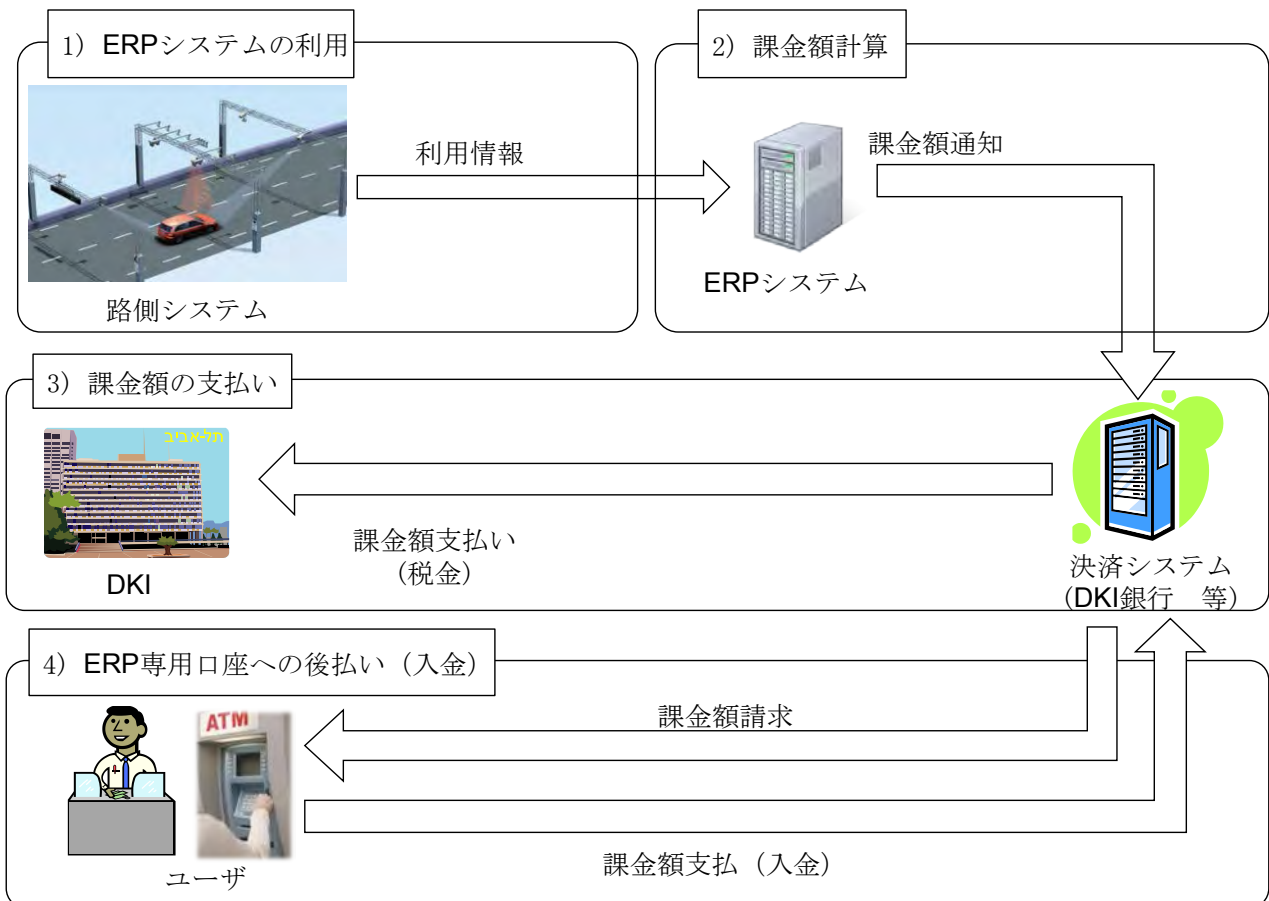 1）ERPシステムの利用
利用情報
路側システム
2）課金額計算
課金額通知
ERPシステム
3）課金額の支払い
תל-אביב
DKI
課金額支払い
（税金）
決済システム
（DKI銀行　等）
4）ERP専用口座への後払い（入金）
ATM
課金額請求
課金額支払（入金）
ユーザ